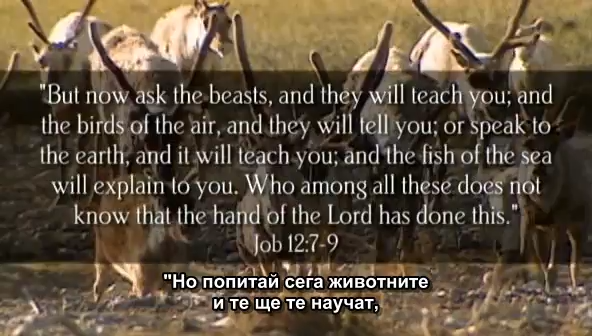 "But now ask the beasts, and they will teach you; and
the birds of the air, and they will tell you; or speak to
the earth, and it will teach you; and the fish of the sea
will explain to you. Who among all these does not
know that the hand of the Lord has done this."
Job 12:7-9
"Но попитай сега животните
и те ще те научат,